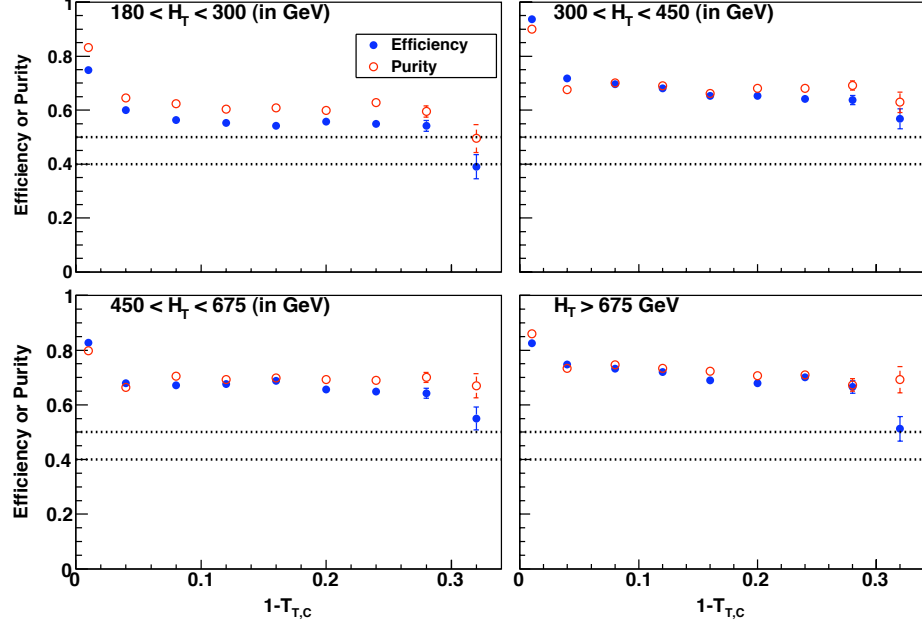 180 < H_T < 300 (in GeV)
300 < H_T < 450 (in GeV)
Efficiency
Purity
Efficiency or Purity
1
0.8
0.6
0.4
0.2
0
450 < H_T < 675 (in GeV)
H_T > 675 GeV
Efficiency or Purity
1
0.8
0.6
0.4
0.2
0
0 0.1 0.2 0.3
0 0.1 0.2 0.3
1-T_T,C
1-T_T,C